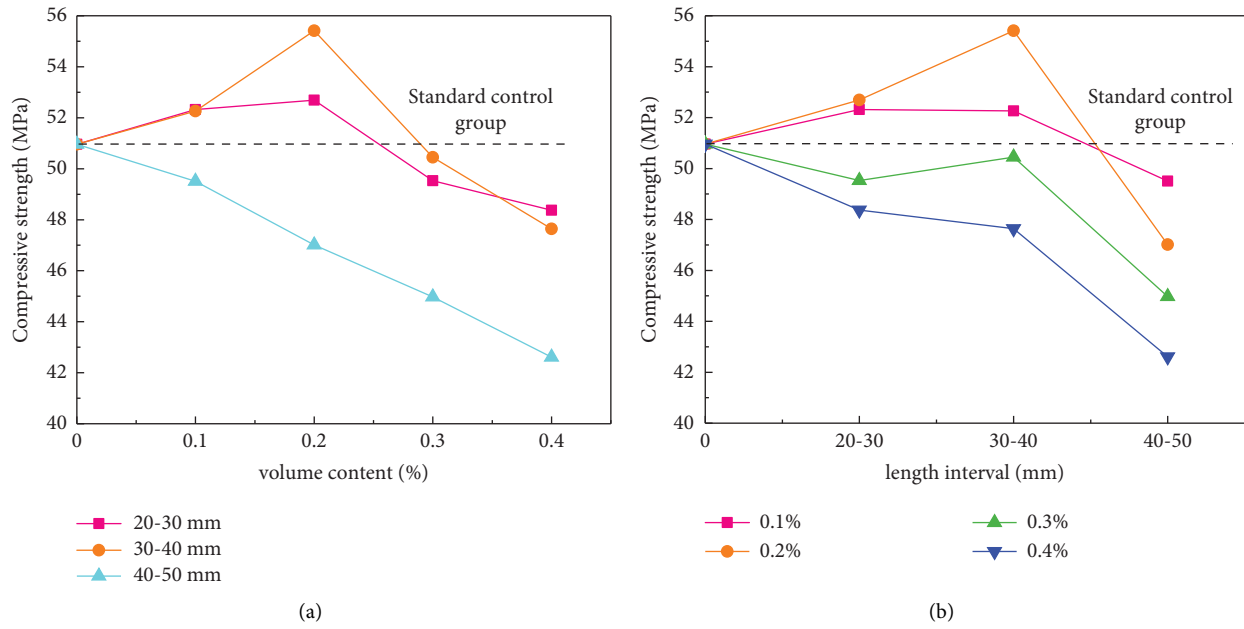 56
54
52
50
48
46
44
42
40
Compressive strength (MPa)
Standard control
group
0
0.1
0.2
0.3
0.4
volume content (%)
20-30 mm
30-40 mm
40-50 mm
(a)
56
54
52
50
48
46
44
42
40
Compressive strength (MPa)
Standard control
group
0
20-30
30-40
40-50
length interval (mm)
0.1%
0.2%
0.3%
0.4%
(b)